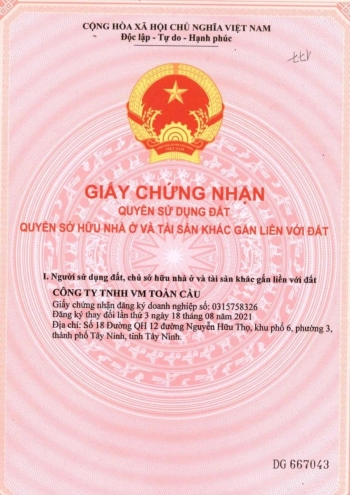 CỘNG HÒA XÃ HỘI CHỦ NGHĨA VIỆT NAM
Độc lập - Tự do - Hạnh phúc
VIỆT NAM
GIẤY CHỨNG NHẬN
QUYỀN SỬ DỤNG ĐẤT
QUYỀN SỞ HỮU NHÀ Ở VÀ TÀI SẢN KHÁC GẮN LIỀN VỚI ĐẤT
I. Người sử dụng đất, chủ sở hữu nhà ở và tài sản khác gắn liền với đất
CÔNG TY TNHH VM TOÀN CẦU
Giấy chứng nhận đăng ký doanh nghiệp số: 0315758326
Đăng ký thay đổi lần thứ 3 ngày 18 tháng 08 năm 2021
Địa chỉ: Số 18 Đường QH 12 đường Nguyễn Hữu Thọ, khu phố 6, phường 3,
thành phố Tây Ninh, tỉnh Tây Ninh.
DG 667043